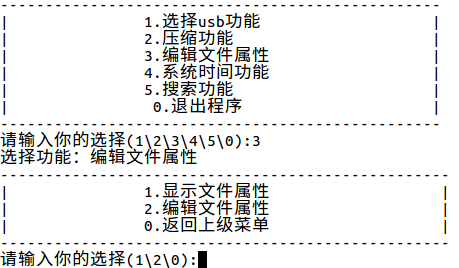 -------------------------------------------------
|               1.选择usb功能                   |
|               2.压缩功能                      |
|               3.编辑文件属性                  |
|               4.系统时间功能                  |
|               5.搜索功能                      |
|                0.退出程序                     |
-------------------------------------------------
请输入你的选择(1\2\3\4\5\0):3
选择功能：编辑文件属性
--------------------------------------------------
|               1.显示文件属性                   |
|               2.编辑文件属性                   |
|               0.返回上级菜单                   |
--------------------------------------------------
请输入你的选择(1\2\0):